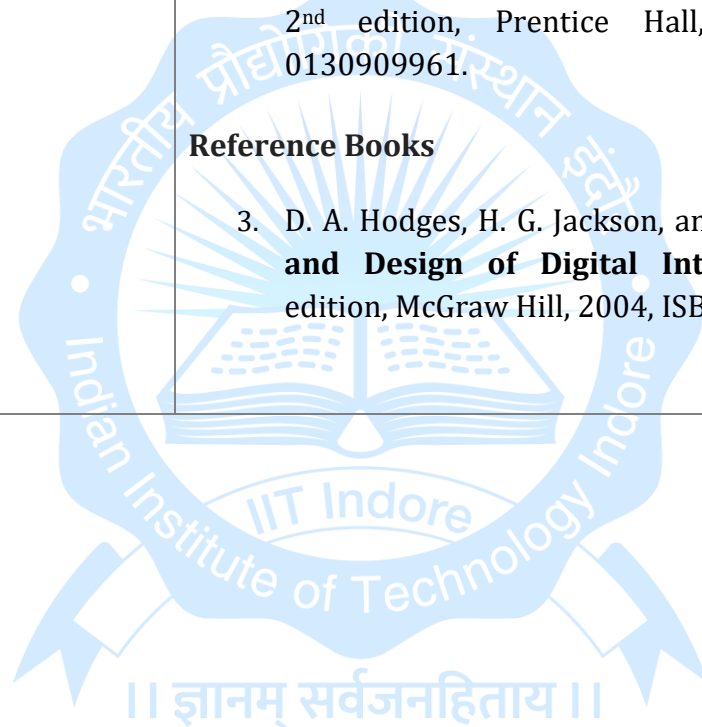 2nd edition, Prentice Hall,
0130909961.
Reference Books
3. D. A. Hodges, H. G. Jackson, an
and Design of Digital Int
edition, McGraw Hill, 2004, ISB
भारतीय प्रौद्योगिकी संस्थान इंदौर
Indian Institute of Technology Indore
IIT Indore
।। ज्ञानम् सर्वजनहिताय ।।